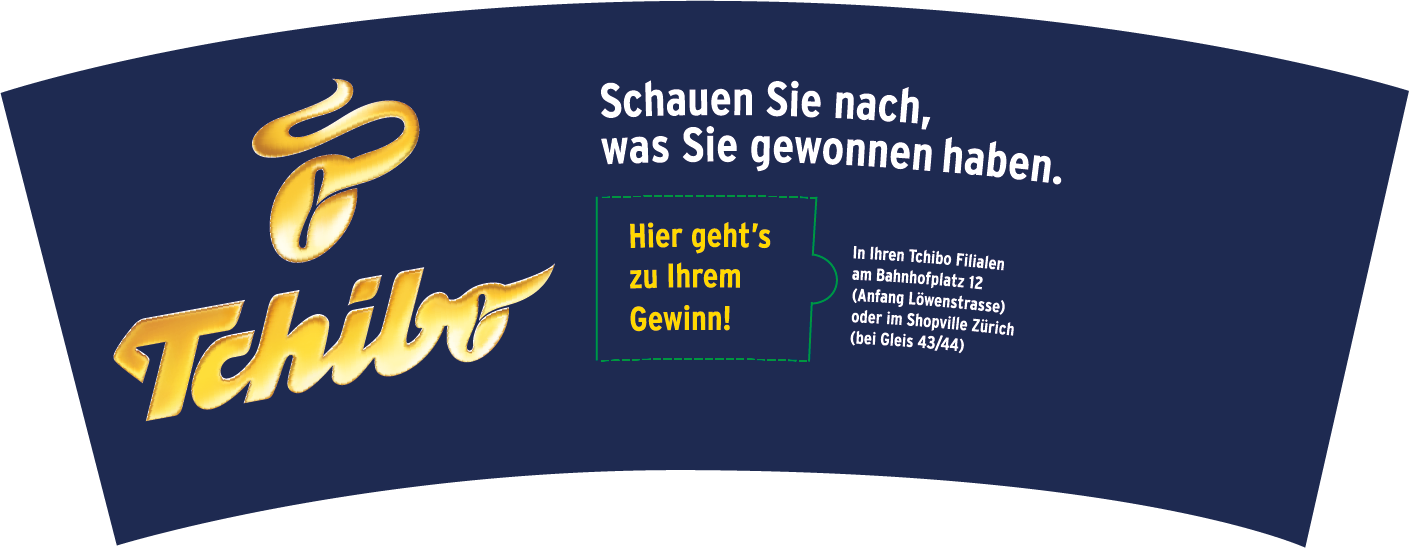 Tchibo
Schauen Sie nach,
was Sie gewonnen haben.
Hier geht's
zu Ihrem
Gewinn!
In Ihren Tchibo Filialen
am Bahnhofplatz 12
(Anfang Löwenstrasse)
oder im Shopville Zürich
(bei Gleis 43/44)